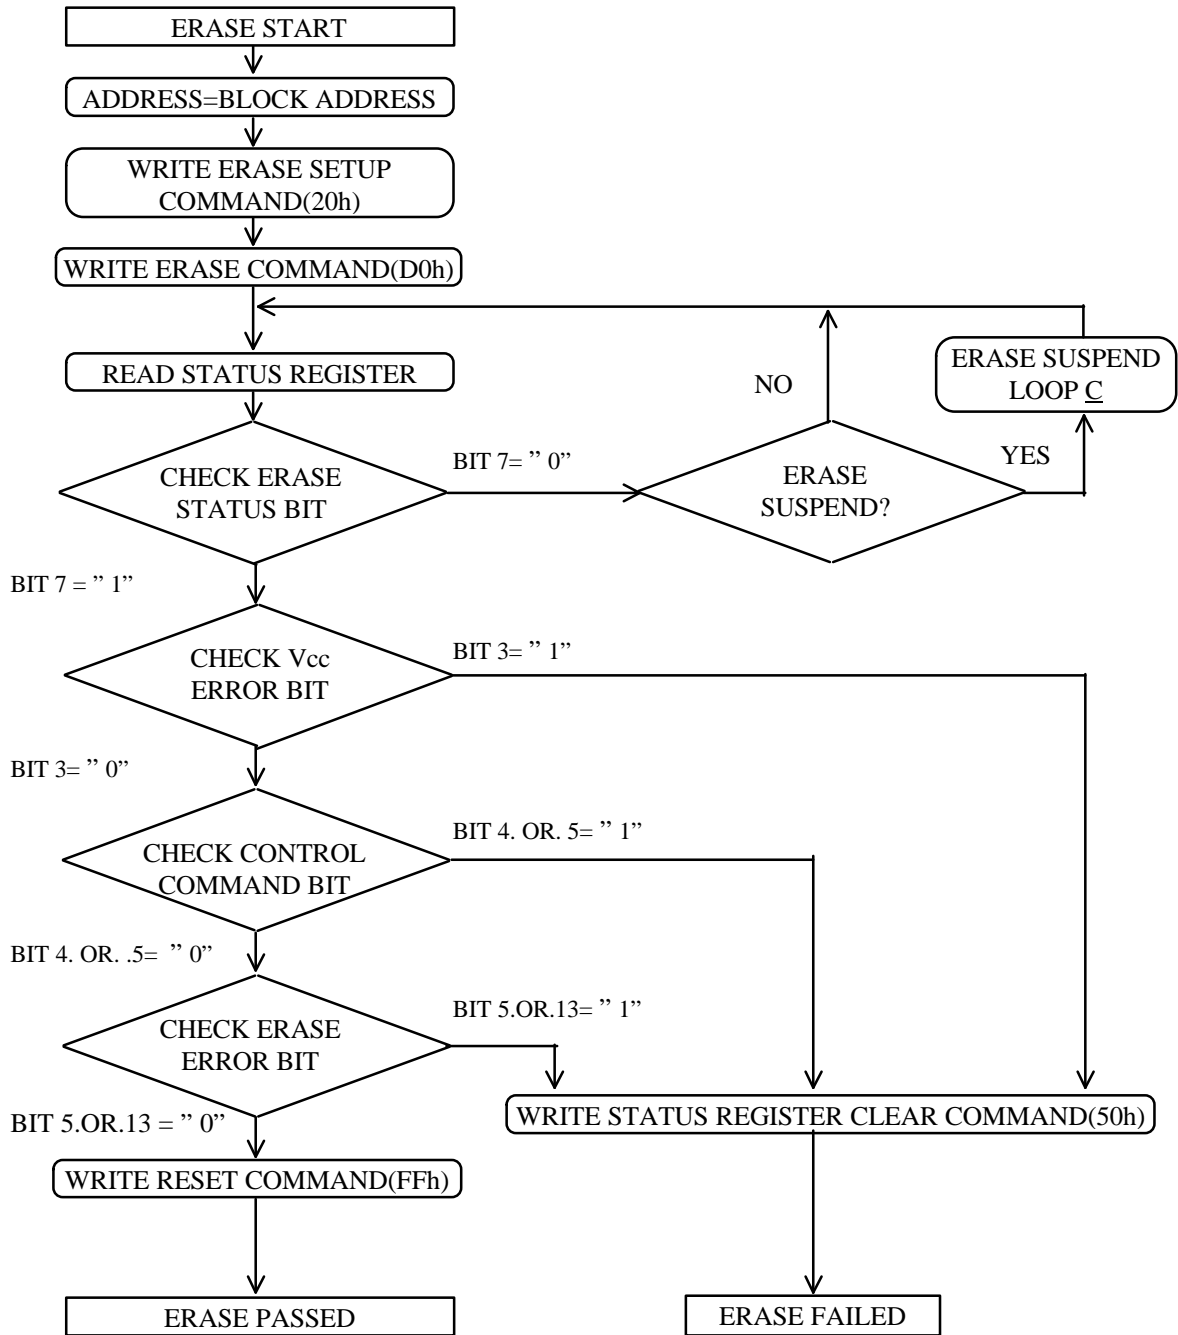 ERASE START
ADDRESS=BLOCK ADDRESS
WRITE ERASE SETUP
COMMAND(20h)
WRITE ERASE COMMAND(D0h)
READ STATUS REGISTER
NO
ERASE SUSPEND
LOOP C
CHECK ERASE
STATUS BIT
BIT 7= ” 0”
ERASE
SUSPEND?
YES
BIT 7 = ” 1”
CHECK Vcc
ERROR BIT
BIT 3= ” 1”
BIT 3= ” 0”
CHECK CONTROL
COMMAND BIT
BIT 4. OR. 5= ” 1”
BIT 4. OR. .5= ” 0”
CHECK ERASE
ERROR BIT
BIT 5.OR.13= ” 1”
BIT 5.OR.13 = ” 0”
WRITE STATUS REGISTER CLEAR COMMAND(50h)
WRITE RESET COMMAND(FFh)
ERASE PASSED
ERASE FAILED